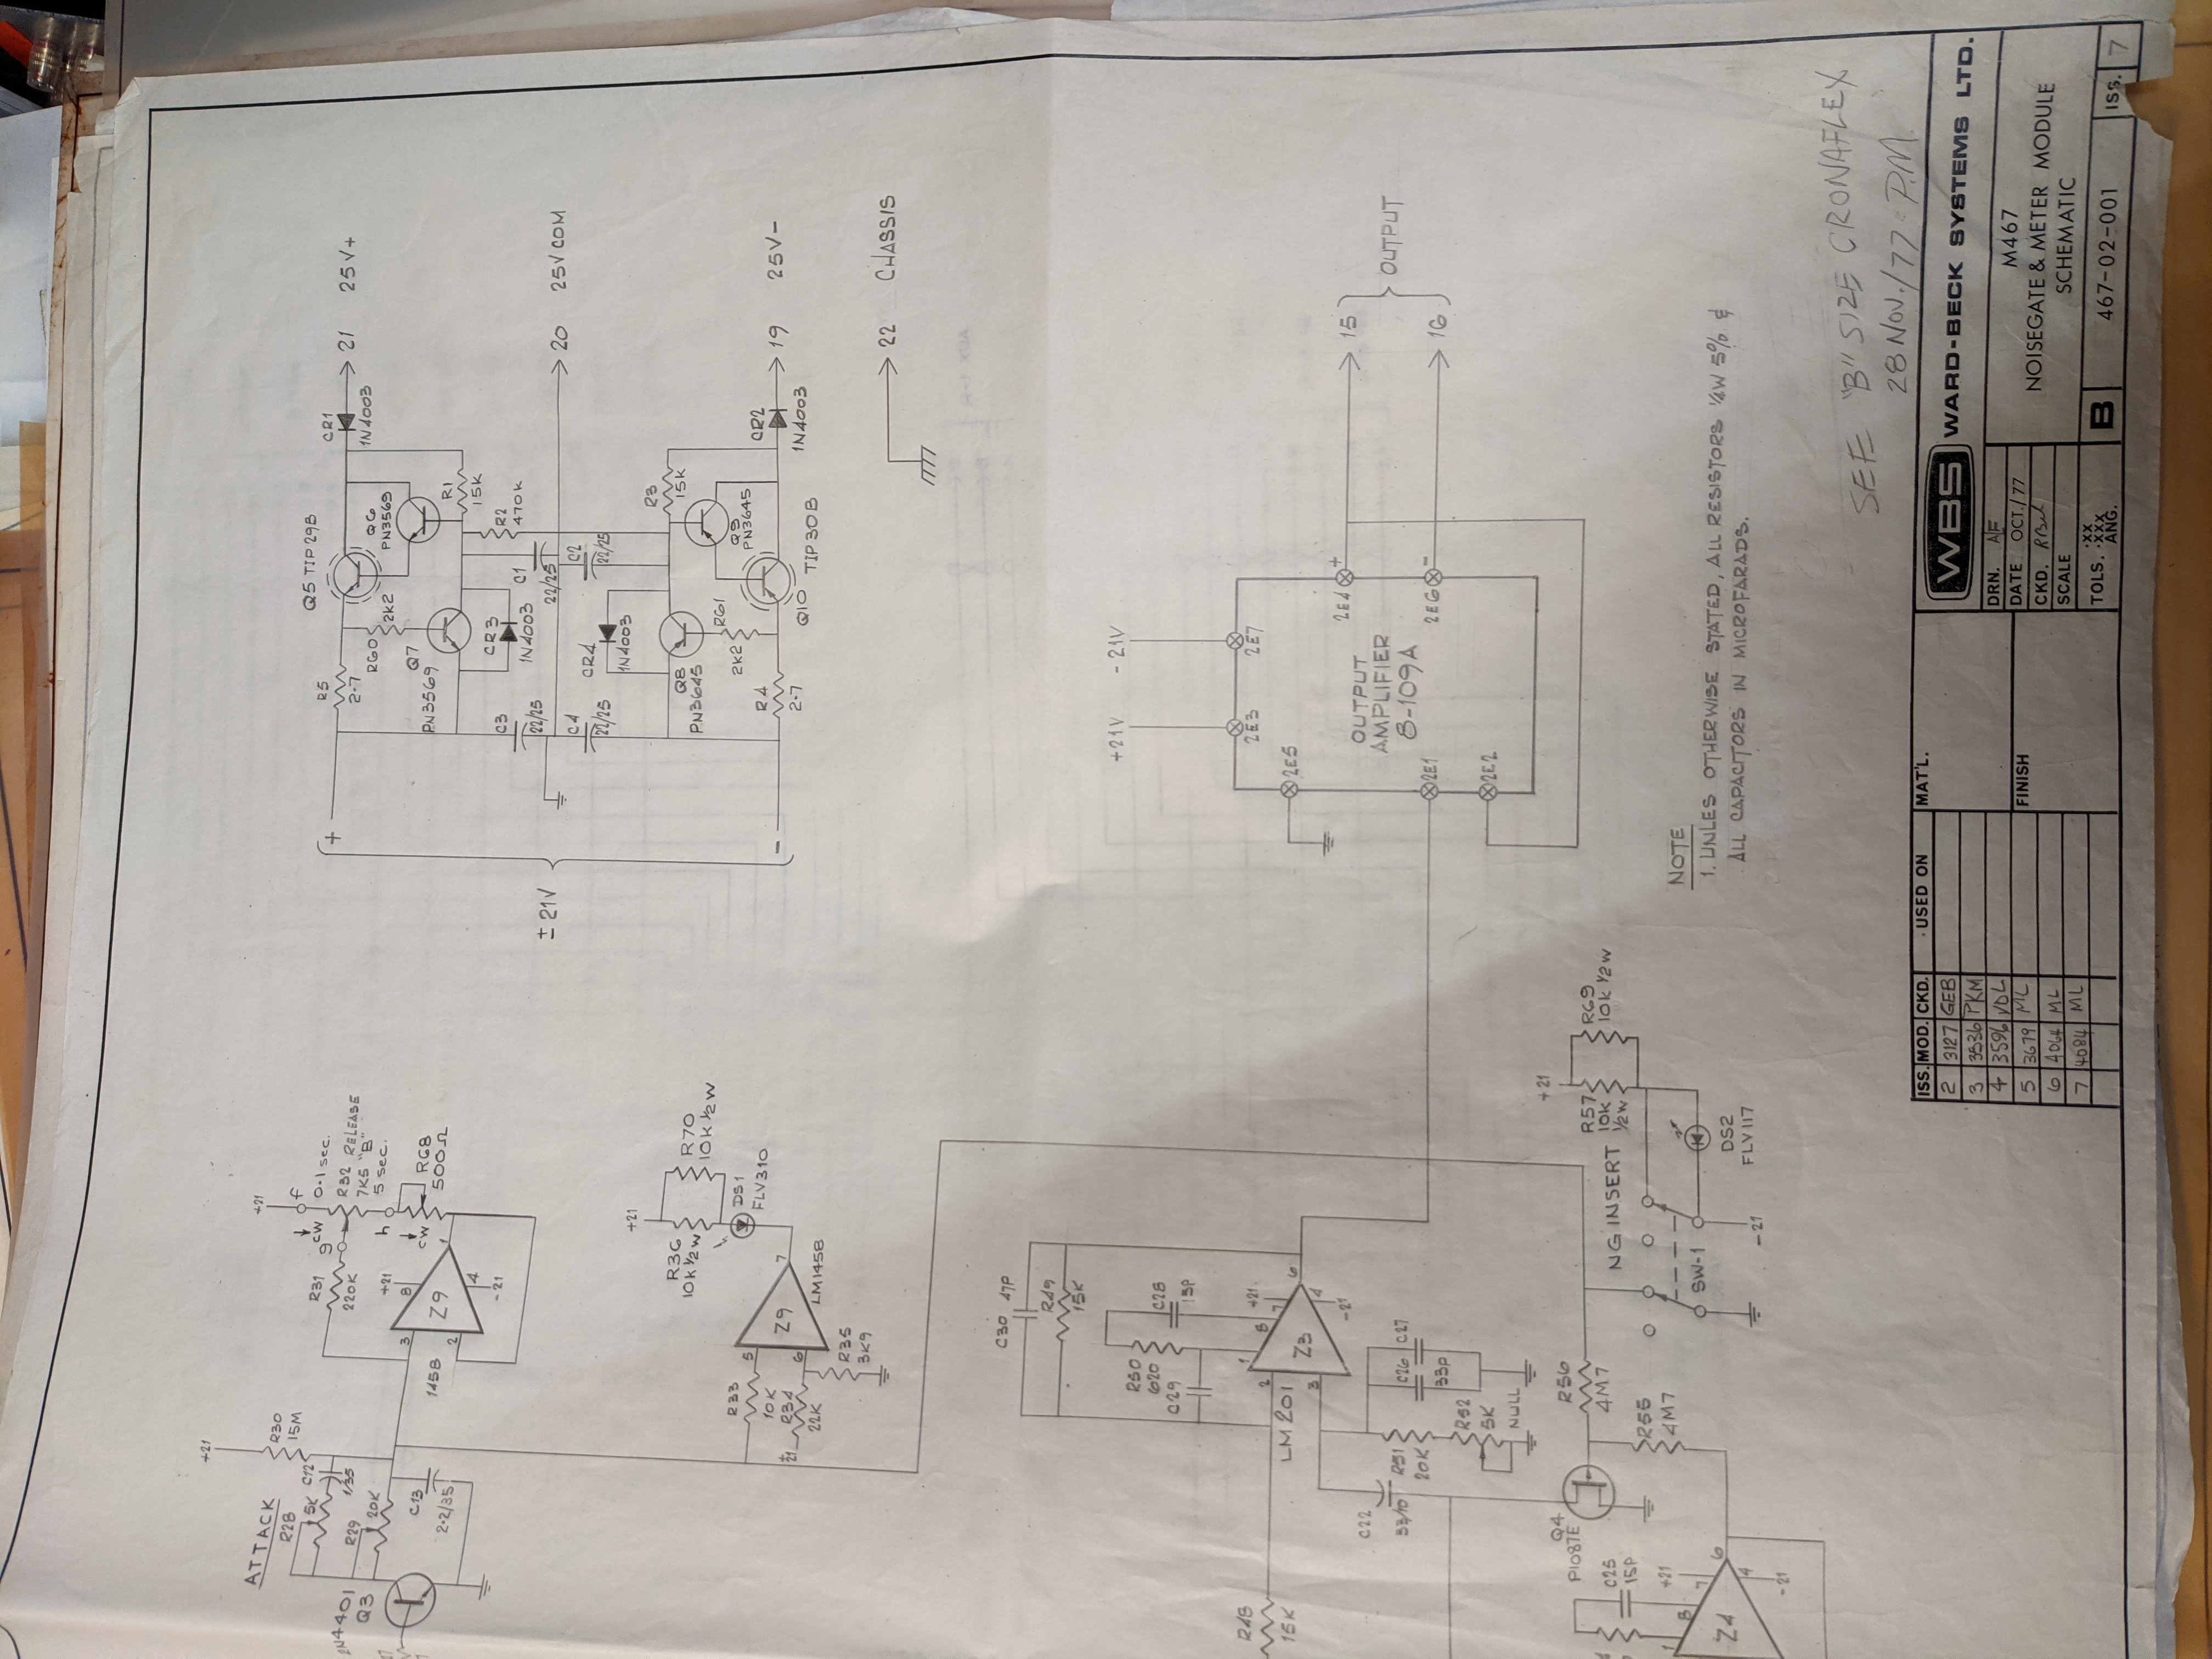 +21
ATTACK
R28
5K
C12
1/35
R30
15M
2N4401
Q3
R29
20K
C13
2.2/35
+21
f
CW
0.1 sec.
R31
220K
g
R32 RELEASE
7K5 "B"
5 sec.
h
CW
R68
500Ω
+21
8
3
1458
Z9
1
2
4
-21
+21
R36
10K ½W
R70
10K ½W
DS1
FLV310
R33
10K
5
Z9
7
±
21
R34
22K
6
LM1458
R35
3K9
+
± 21V
-
R5
2.7
Q5 TIP29B
CR1
1N4003
21 25V+
R60
2K2
Q6
PN3569
Q7
PN3569
R1
15K
CR3
1N4003
R2
470K
C3
22/25
C1
22/25
20 25V COM
C4
22/25
C2
22/25
CR4
1N4003
R3
15K
Q8
PN3645
R61
2K2
Q9
PN3645
R4
2.7
Q10
TIP30B
CR2
1N4003
19 25V-
22 CHASSIS
C30 47P
R49
15K
R50
620
C29
C28
15P
R48
15K
1
8
+21
7
2
LM201
Z3
6
3
4
-21
C22
33/10
R51
20K
C26
C27
33P
R52
5K
NULL
Q4
P1087E
R56
4M7
R55
4M7
C25
15P
+21
1
8
7
Z4
6
4
-21
NG INSERT
SW-1
-21
+21
R57
10K
½W
R69
10K ½W
DS2
FLV117
+21V
-21V
2E3
2E7
2E5
2E4
+
OUTPUT
AMPLIFIER
8-109A
2E1
2E6
-
2E2
15
OUTPUT
16
NOTE
1. UNLES OTHERWISE STATED, ALL RESISTORS ¼W 5% &
ALL CAPACITORS IN MICROFARADS.
SEE "B" SIZE CRONAFLEX
28 NOV./77 P.M.
ISS. MOD. CKD. USED ON
2 3127 GEB
3 3536 PKM
4 3596 VDL
5 3679 ML
6 4064 ML
7 4084 ML
MAT'L.
FINISH
WBS WARD-BECK SYSTEMS LTD.
DRN. AF
DATE OCT./77
CKD.
SCALE
TOLS. .XX
.XXX
ANG.
M467
NOISEGATE & METER MODULE
SCHEMATIC
B 467-02-001 ISS. 7